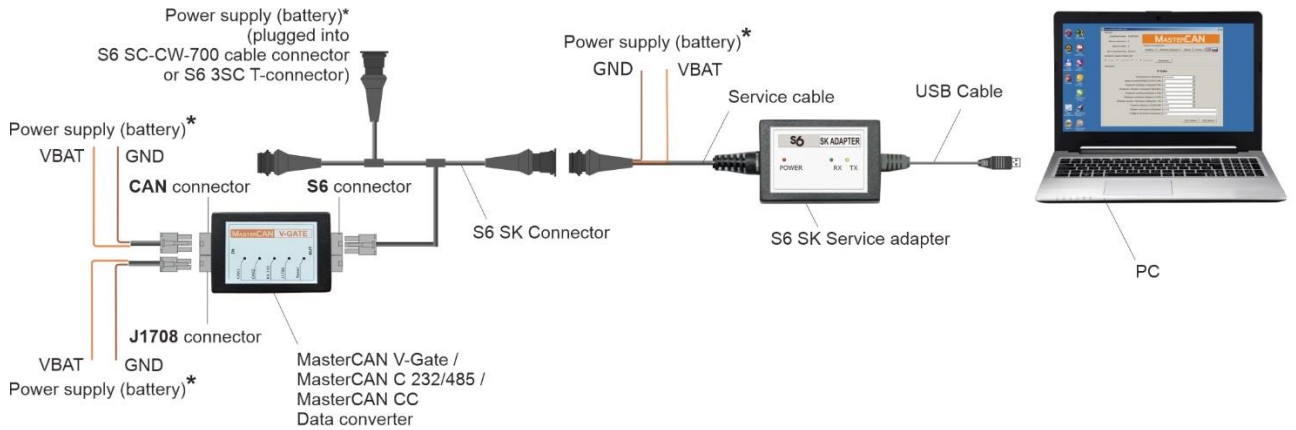 Power supply (battery)*
(plugged into
S6 SC-CW-700 cable connector
or S6 3SC T-connector)
Power supply (battery)*
GND VBAT
Service cable
USB Cable
Power supply (battery)*
VBAT GND
CAN connector
S6 connector
S6 SK ADAPTER
POWER RX TX
MASTERCAN
MASTERCAN V-GATE
S6 SK Connector
S6 SK Service adapter
PC
J1708 connector
VBAT GND
Power supply (battery)*
MasterCAN V-Gate /
MasterCAN C 232/485 /
MasterCAN CC
Data converter